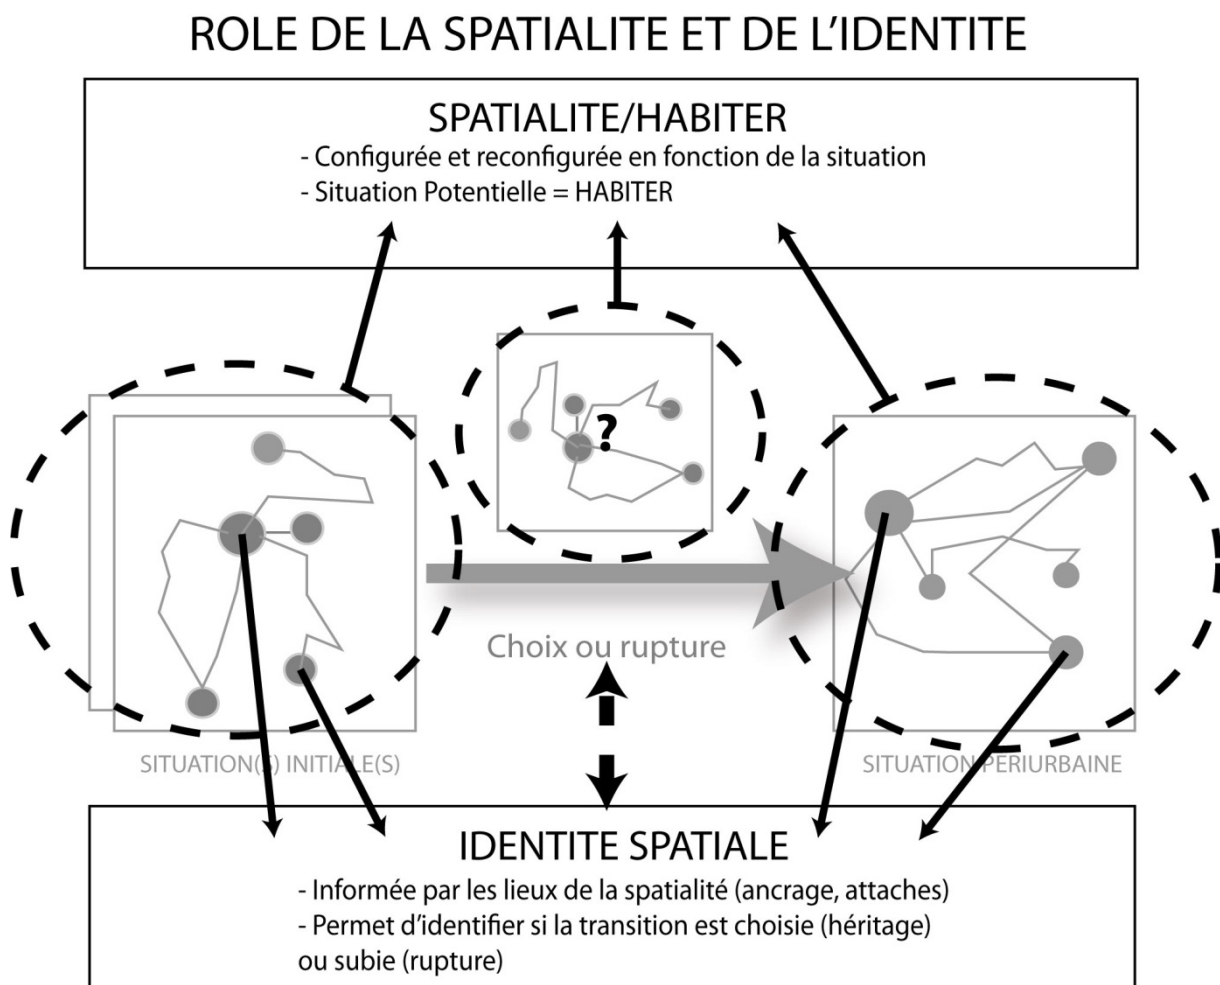 ROLE DE LA SPATIALITE ET DE L'IDENTITE
SPATIALITE/HABITER
- Configurée et reconfigurée en fonction de la situation
- Situation Potentielle = HABITER
?
Choix ou rupture
SITUATION(S) INITIALE(S)
SITUATION PERIURBAINE
IDENTITE SPATIALE
- Informée par les lieux de la spatialité (ancrage, attaches)
- Permet d'identifier si la transition est choisie (héritage)
ou subie (rupture)